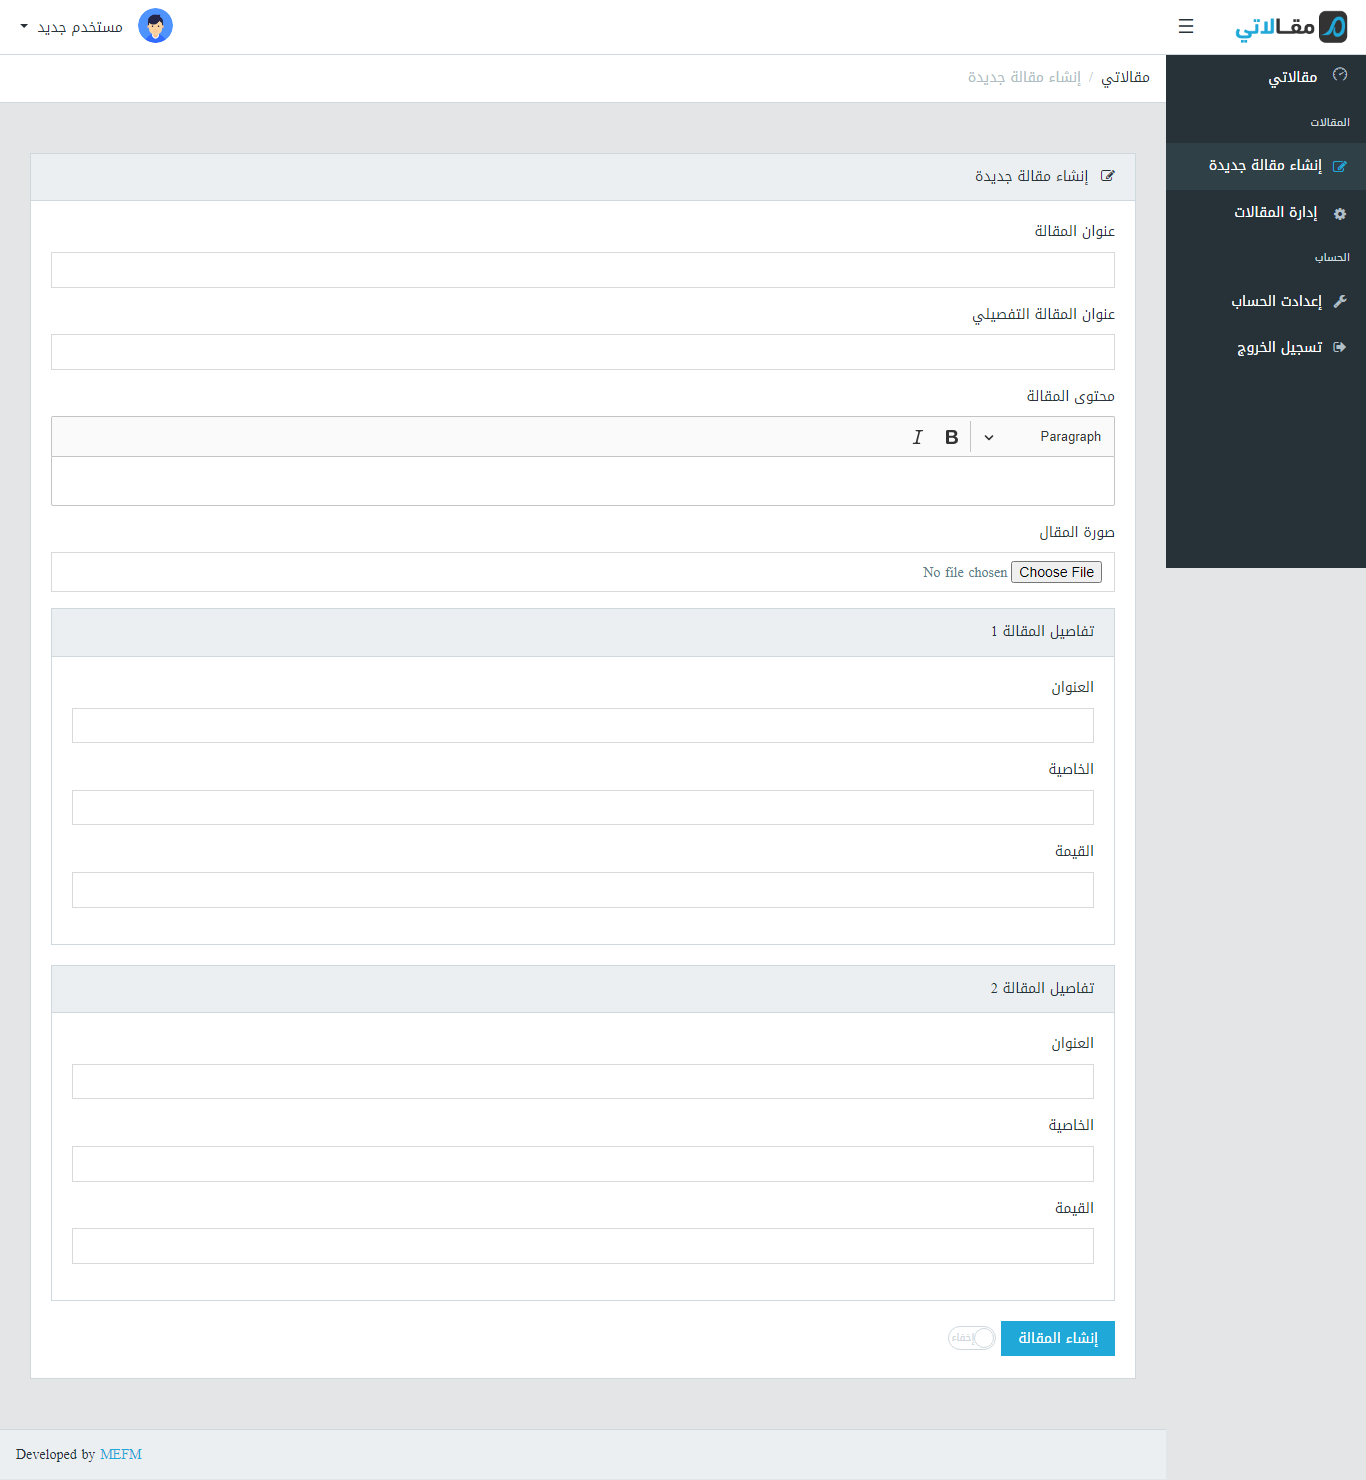 مقـالاتي
مستخدم جديد
مقالاتي
المقالات
إنشاء مقالة جديدة
إدارة المقالات
الحساب
إعدادت الحساب
تسجيل الخروج
مقالاتي / إنشاء مقالة جديدة
إنشاء مقالة جديدة
عنوان المقالة
عنوان المقالة التفصيلي
محتوى المقالة
Paragraph B I
صورة المقال
Choose File No file chosen
تفاصيل المقالة 1
العنوان
الخاصية
القيمة
تفاصيل المقالة 2
العنوان
الخاصية
القيمة
إنشاء المقالة
إخفاء
Developed by MEFM